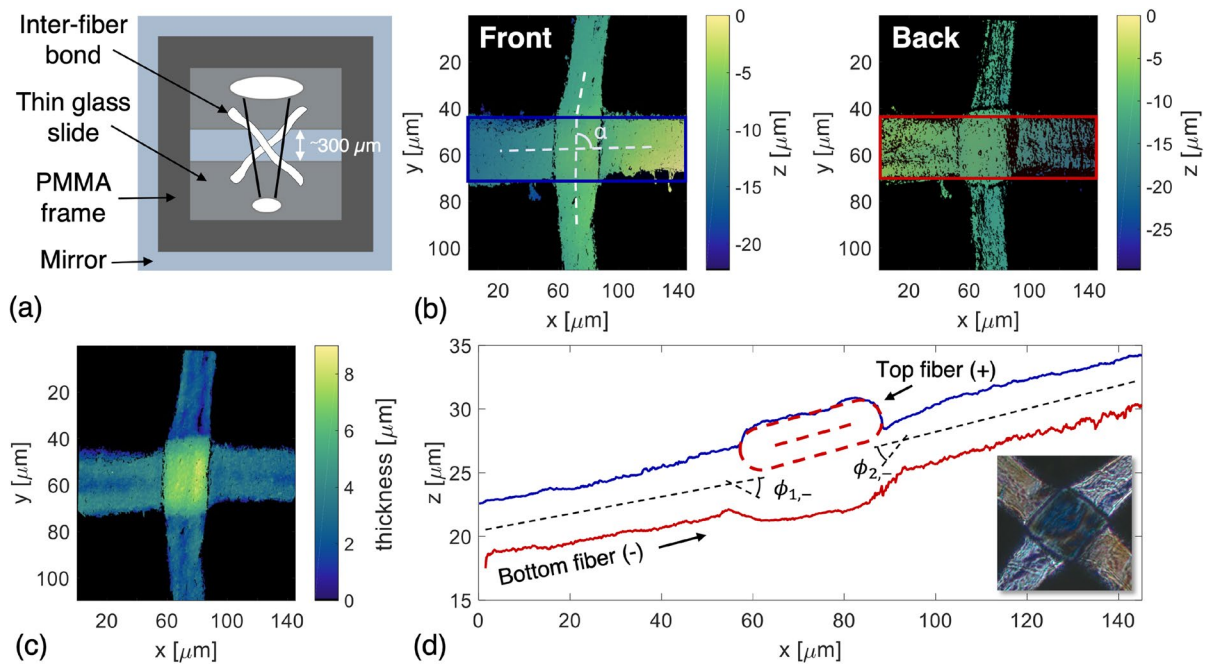 Inter-fiber
bond
Thin glass
slide
PMMA
frame
Mirror
~300 μm
(a)
Front
α
20
40
60
80
100
y [μm]
20
60
100
140
x [μm]
0
-5
-10
-15
-20
z [μm]
(b)
Back
20
40
60
80
100
y [μm]
20
60
100
140
x [μm]
0
-5
-10
-15
-20
-25
z [μm]
20
40
60
80
100
y [μm]
20
60
100
140
x [μm]
8
6
4
2
0
thickness [μm]
(c)
35
30
25
20
15
z [μm]
Top fiber (+)
ϕ1,−
ϕ2,−
Bottom fiber (-)
0
20
40
60
80
100
120
140
x [μm]
(d)